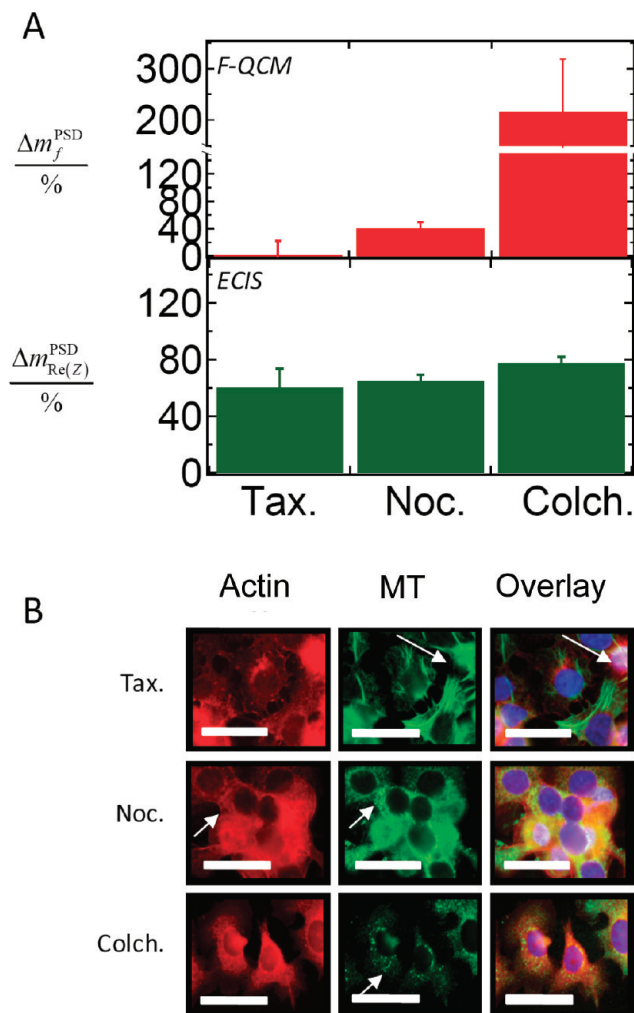 A
F-QCM
300
200
120
80
40
0
Δm_f^PSD
%
ECIS
120
80
40
0
Δm_Re(Z)^PSD
%
Tax. Noc. Colch.
B
Actin MT Overlay
Tax.
Noc.
Colch.